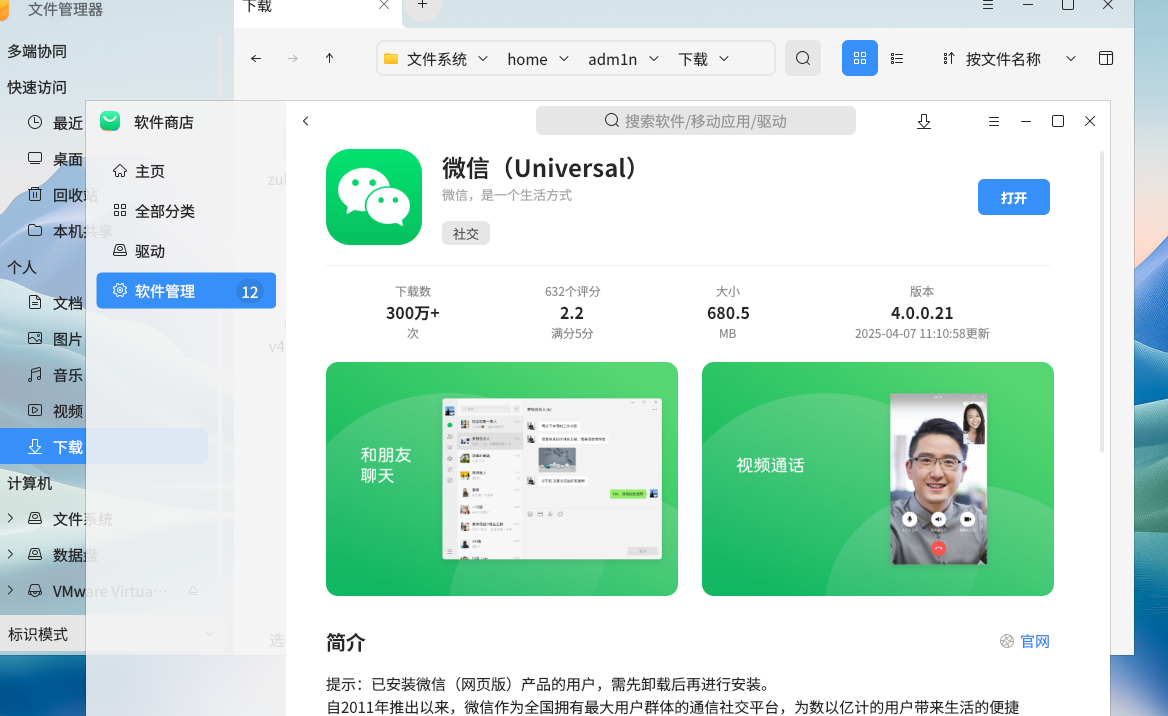 文件管理器
下载
多端协同
快速访问
最近
桌面
回收站
本机共享
个人
文档
图片
音乐
视频
下载
计算机
文件系统
数据盘
VMware Virtua…
标识模式
文件系统
home
adm1n
下载
按文件名称
软件商店
主页
全部分类
驱动
软件管理 12
搜索软件/移动应用/驱动
微信（Universal）
微信，是一个生活方式
社交
打开
下载数
300万+
次
632个评分
2.2
满分5分
大小
680.5
MB
版本
4.0.0.21
2025-04-07 11:10:58更新
和朋友
聊天
视频通话
简介
官网
提示：已安装微信（网页版）产品的用户，需先卸载后再进行安装。
自2011年推出以来，微信作为全国拥有最大用户群体的通信社交平台，为数以亿计的用户带来生活的便捷